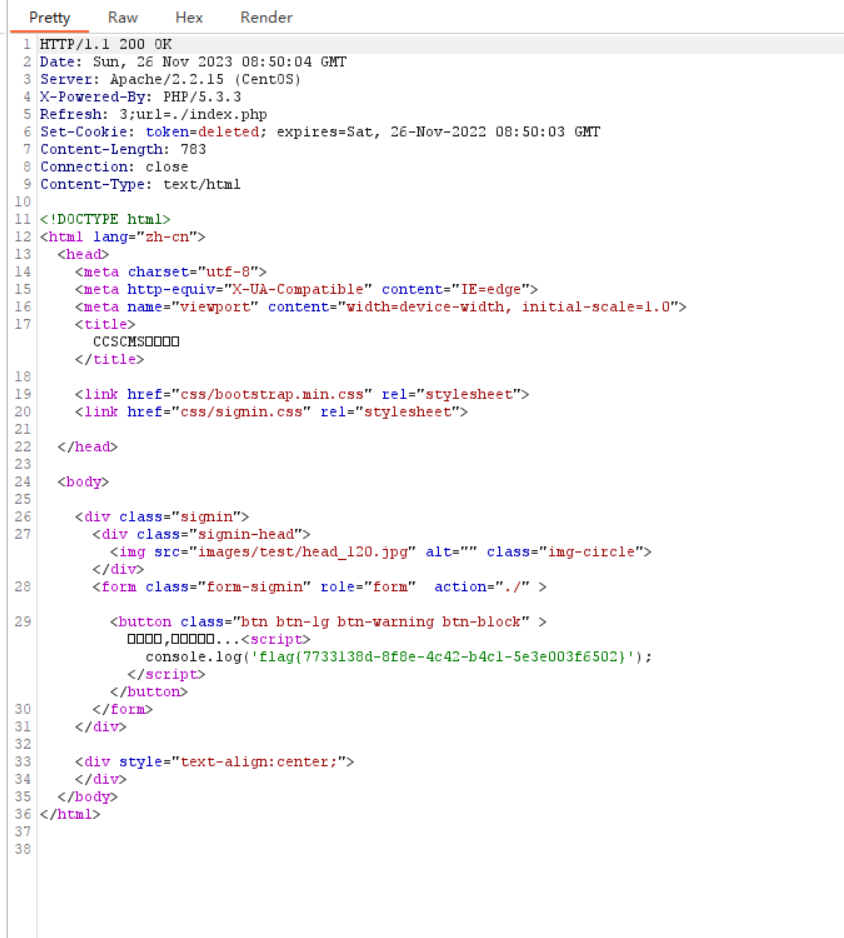 Pretty Raw Hex Render
1 HTTP/1.1 200 OK
2 Date: Sun, 26 Nov 2023 08:50:04 GMT
3 Server: Apache/2.2.15 (CentOS)
4 X-Powered-By: PHP/5.3.3
5 Refresh: 3;url=./index.php
6 Set-Cookie: token=deleted; expires=Sat, 26-Nov-2022 08:50:03 GMT
7 Content-Length: 783
8 Connection: close
9 Content-Type: text/html
10
11 <!DOCTYPE html>
12 <html lang="zh-cn">
13 <head>
14 <meta charset="utf-8">
15 <meta http-equiv="X-UA-Compatible" content="IE=edge">
16 <meta name="viewport" content="width=device-width, initial-scale=1.0">
17 <title>
CCSCMS□□□□
</title>
18
19 <link href="css/bootstrap.min.css" rel="stylesheet">
20 <link href="css/signin.css" rel="stylesheet">
21
22 </head>
23
24 <body>
25
26 <div class="signin">
27 <div class="signin-head">
<img src="images/test/head_120.jpg" alt="" class="img-circle">
</div>
28 <form class="form-signin" role="form" action="./" >
29 <button class="btn btn-lg btn-warning btn-block" >
□□□□,□□□□□...<script>
console.log('flag{7733138d-8f8e-4c42-b4c1-5e3e003f6502}');
</script>
</button>
30 </form>
31 </div>
32
33 <div style="text-align:center;">
34 </div>
35 </body>
36 </html>
37
38